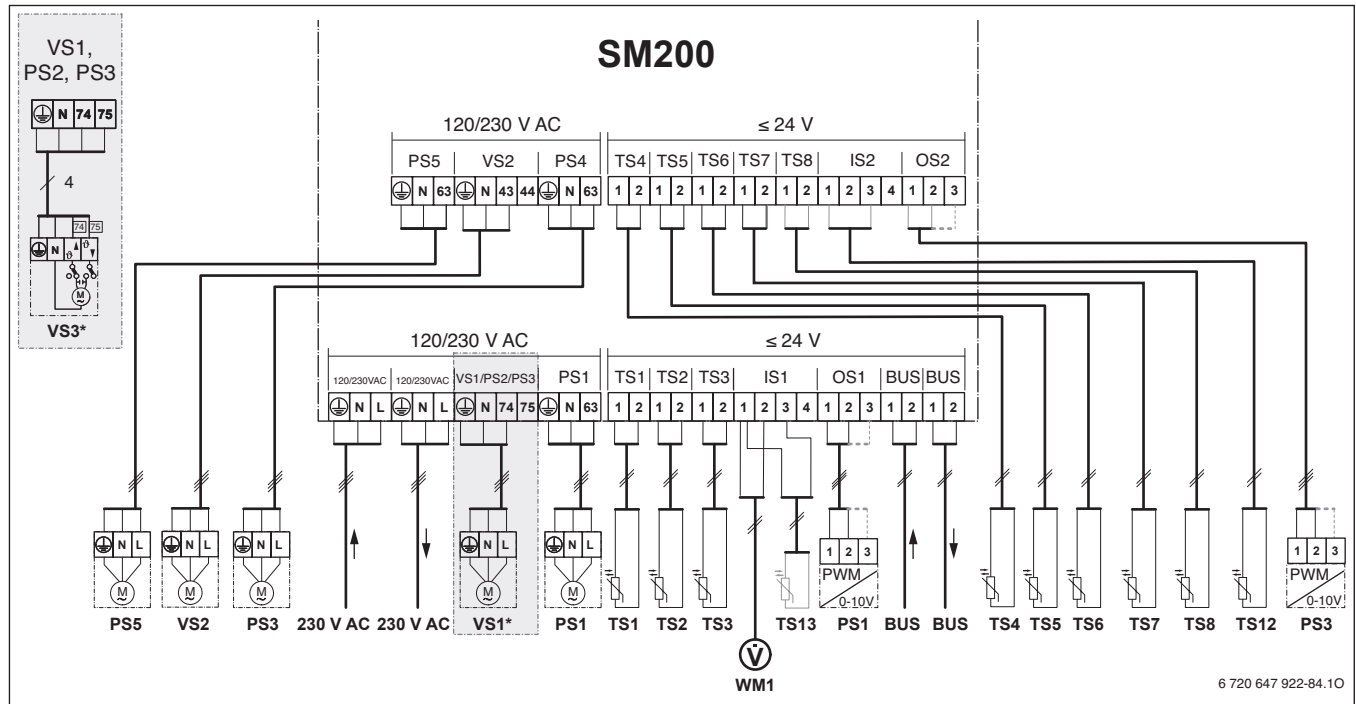 SM200
VS1,
PS2, PS3
N 74 75
4
74 75
N ϑ ϑ
M
~
VS3*
120/230 V AC ≤ 24 V
PS5 VS2 PS4 TS4 TS5 TS6 TS7 TS8 IS2 OS2
N 63 N 43 44 N 63 1 2 1 2 1 2 1 2 1 2 1 2 3 4 1 2 3
120/230 V AC ≤ 24 V
120/230VAC 120/230VAC VS1/PS2/PS3 PS1 TS1 TS2 TS3 IS1 OS1 BUS BUS
N L N L N 74 75 N 63 1 2 1 2 1 2 1 2 3 4 1 2 3 1 2 1 2
N L N L N L N L N L 1 2 3 1 2 3
M M M M M PWM PWM
~ ~ ~ ~ ~ 0-10V 0-10V
PS5 VS2 PS3 230 V AC 230 V AC VS1* PS1 TS1 TS2 TS3 TS13 PS1 BUS BUS TS4 TS5 TS6 TS7 TS8 TS12 PS3
V̇
WM1
6 720 647 922-84.1O